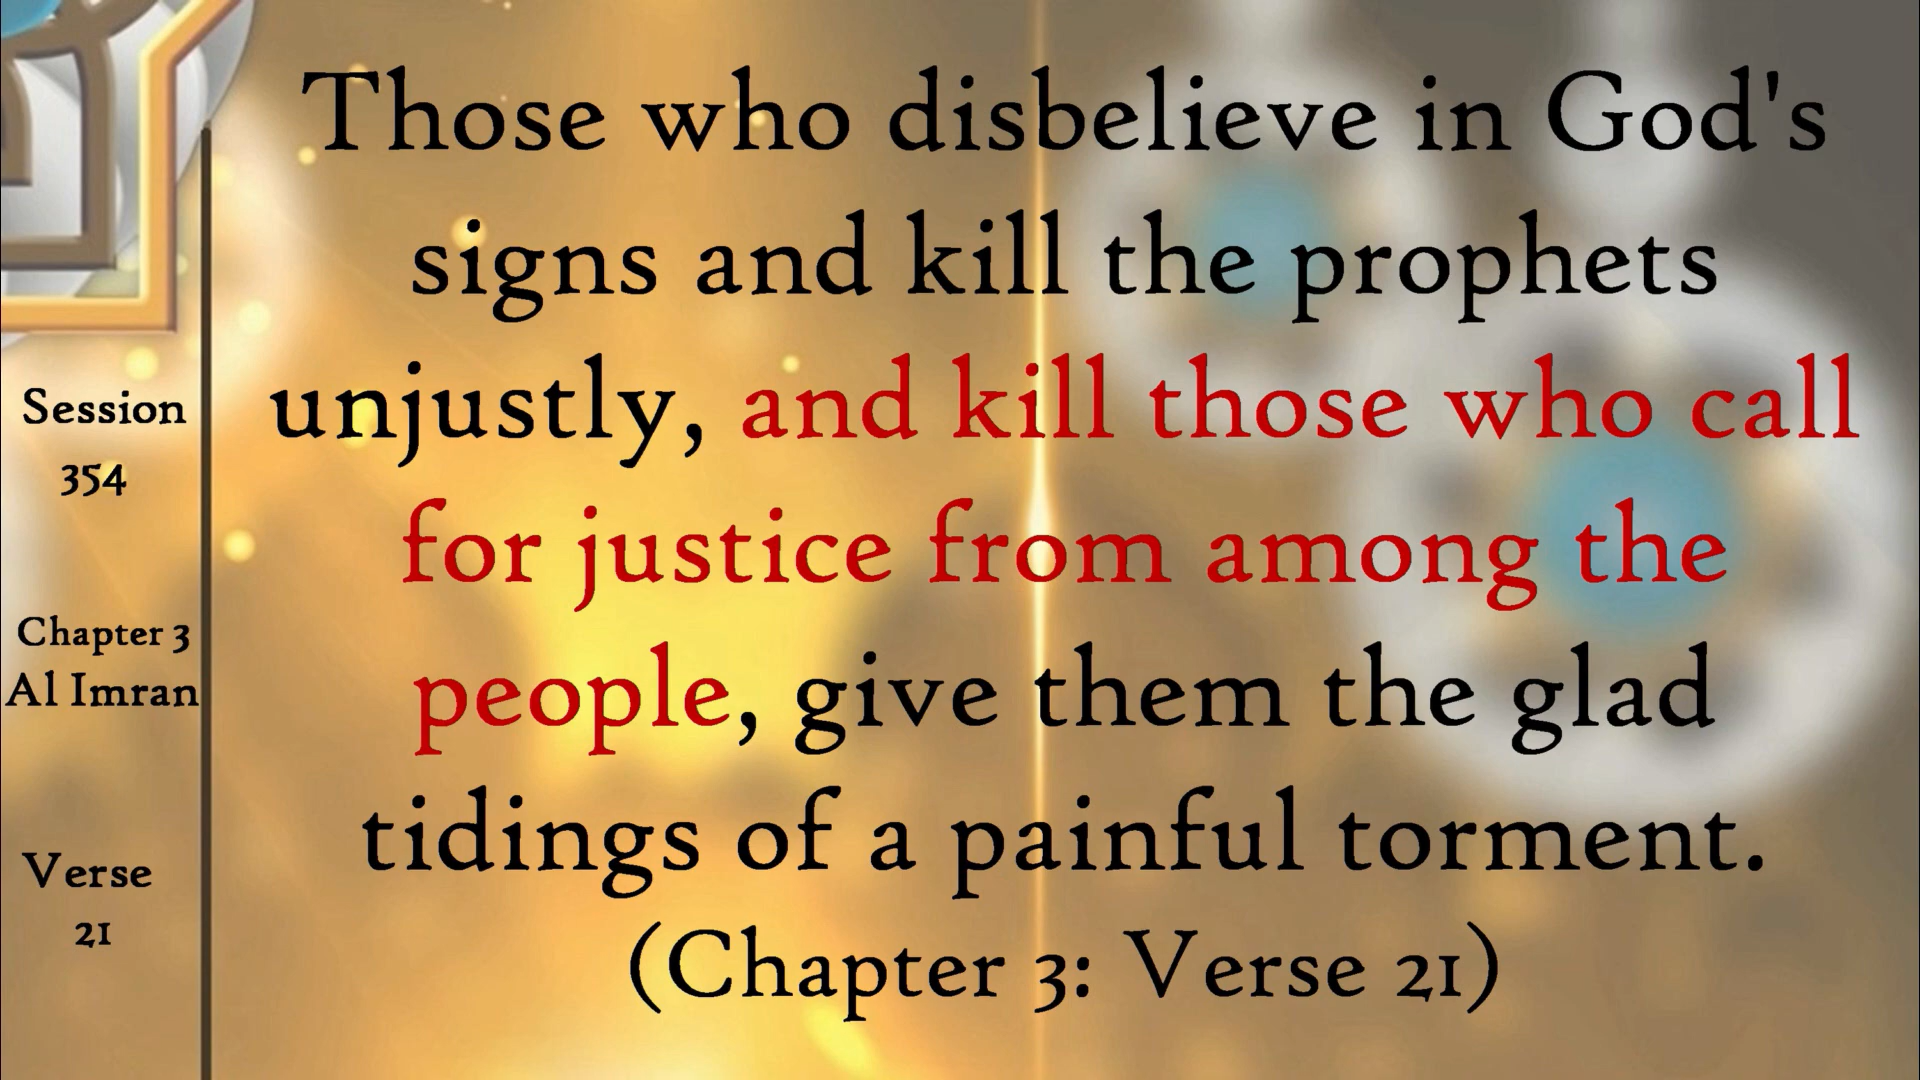 Those who disbelieve in God's
signs and kill the prophets
unjustly, and kill those who call
for justice from among the
people, give them the glad
tidings of a painful torment.
(Chapter 3: Verse 21)
Session
354
Chapter 3
Al Imran
Verse
21